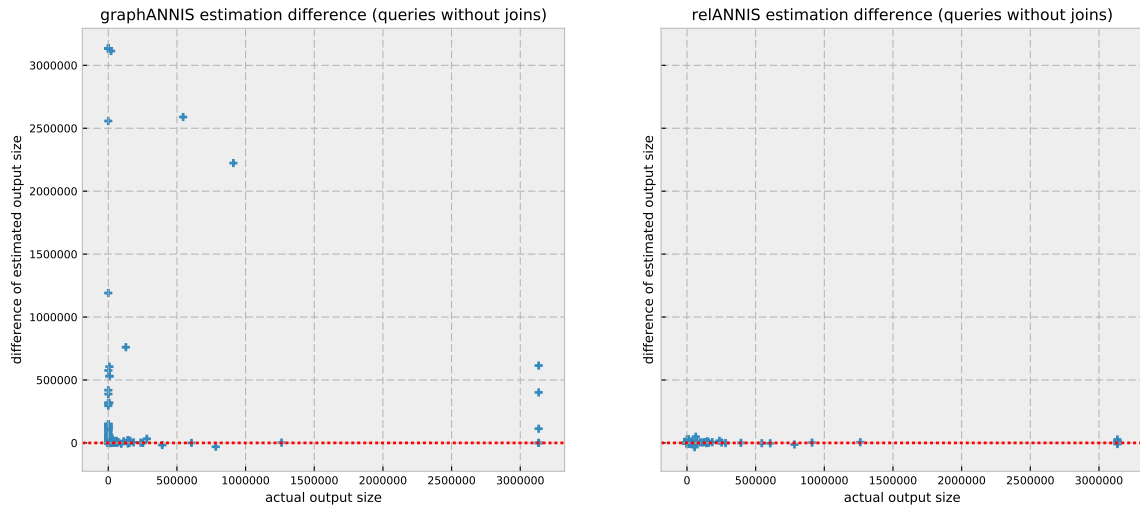 graphANNIS estimation difference (queries without joins)
difference of estimated output size
3000000
2500000
2000000
1500000
1000000
500000
0
0 500000 1000000 1500000 2000000 2500000 3000000
actual output size
relANNIS estimation difference (queries without joins)
difference of estimated output size
0 500000 1000000 1500000 2000000 2500000 3000000
actual output size